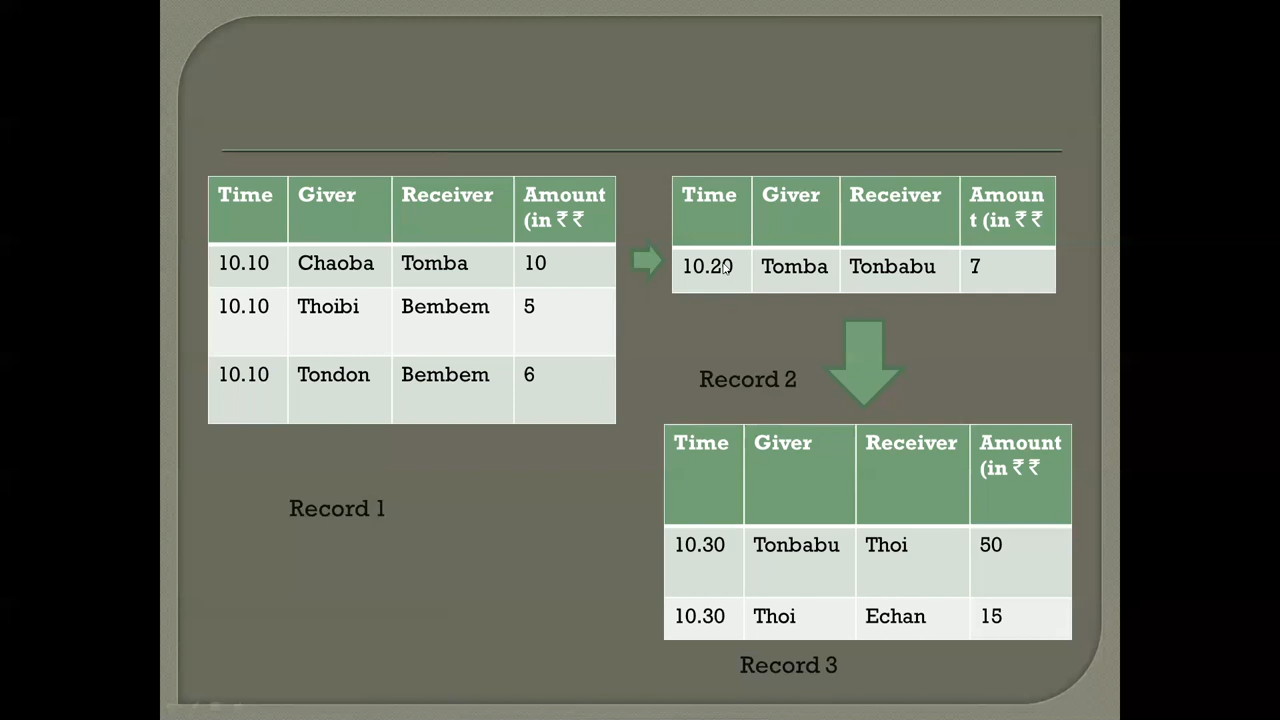 Time Giver Receiver Amount
(in ₹ ₹
10.10 Chaoba Tomba 10
10.10 Thoibi Bembem 5
10.10 Tondon Bembem 6
Record 1
Time Giver Receiver Amoun
t (in ₹ ₹
10.20 Tomba Tonbabu 7
Record 2
Time Giver Receiver Amount
(in ₹ ₹
10.30 Tonbabu Thoi 50
10.30 Thoi Echan 15
Record 3